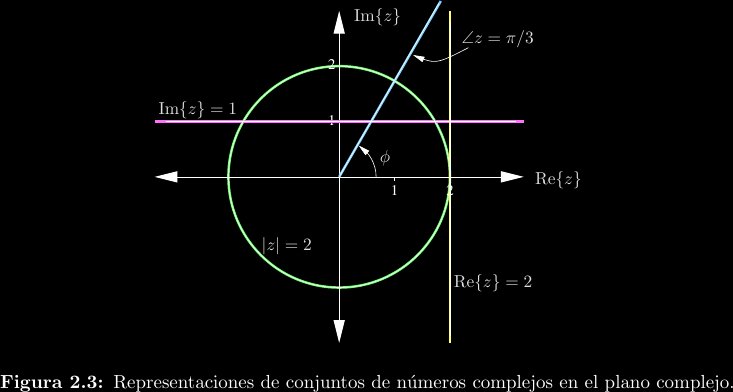 Im{z}
∠z = π/3
2
Im{z} = 1
1
ϕ
Re{z}
1
2
|z| = 2
Re{z} = 2
Figura 2.3: Representaciones de conjuntos de números complejos en el plano complejo.